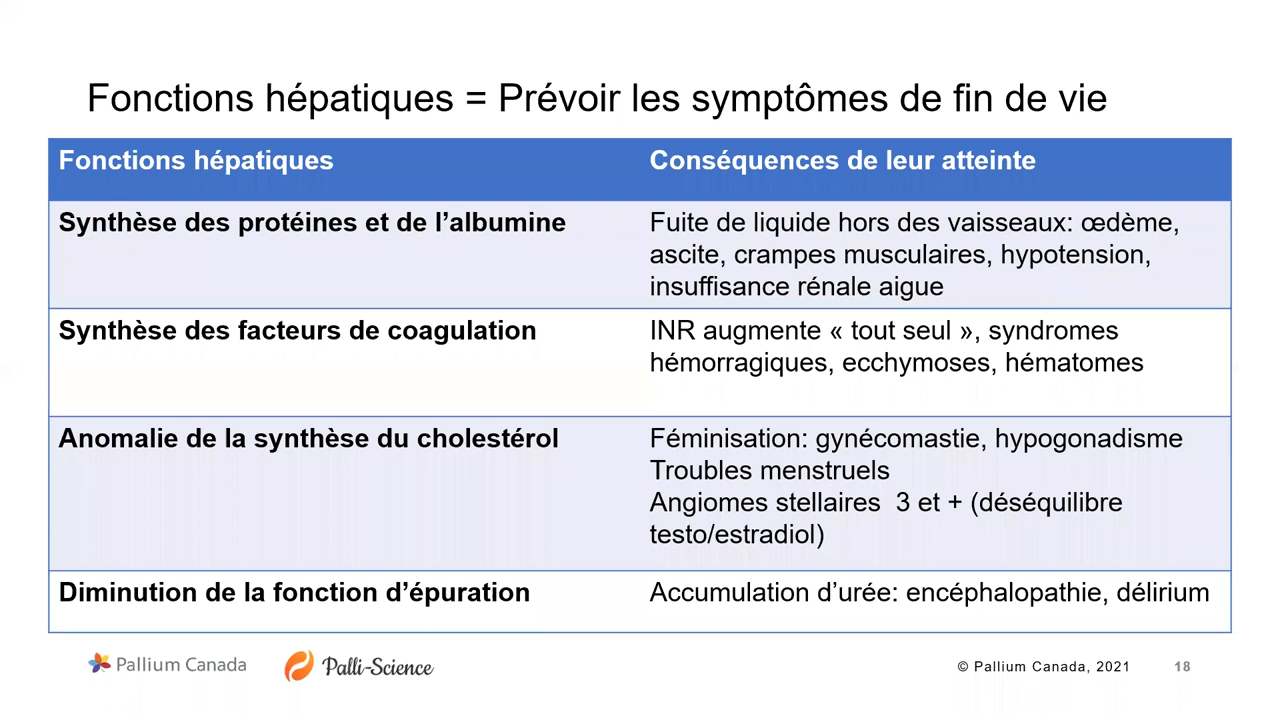 Fonctions hépatiques = Prévoir les symptômes de fin de vie
Fonctions hépatiques
Conséquences de leur atteinte
Synthèse des protéines et de l’albumine
Fuite de liquide hors des vaisseaux: œdème,
ascite, crampes musculaires, hypotension,
insuffisance rénale aigue
Synthèse des facteurs de coagulation
INR augmente « tout seul », syndromes
hémorragiques, ecchymoses, hématomes
Anomalie de la synthèse du cholestérol
Féminisation: gynécomastie, hypogonadisme
Troubles menstruels
Angiomes stellaires  3 et + (déséquilibre
testo/estradiol)
Diminution de la fonction d’épuration
Accumulation d’urée: encéphalopathie, délirium
Pallium Canada
Palli-Science
© Pallium Canada, 2021
18